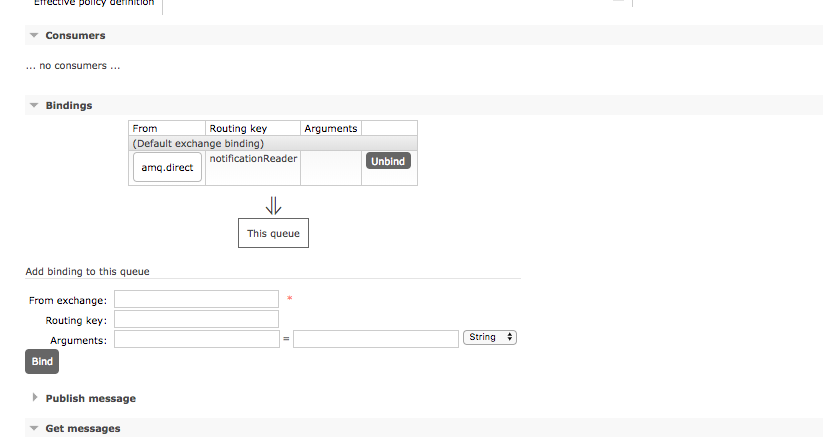 Effective policy definition
Consumers
... no consumers ...
Bindings
From Routing key Arguments
(Default exchange binding)
amq.direct notificationReader Unbind
This queue
Add binding to this queue
From exchange: *
Routing key:
Arguments: = String
Bind
Publish message
Get messages